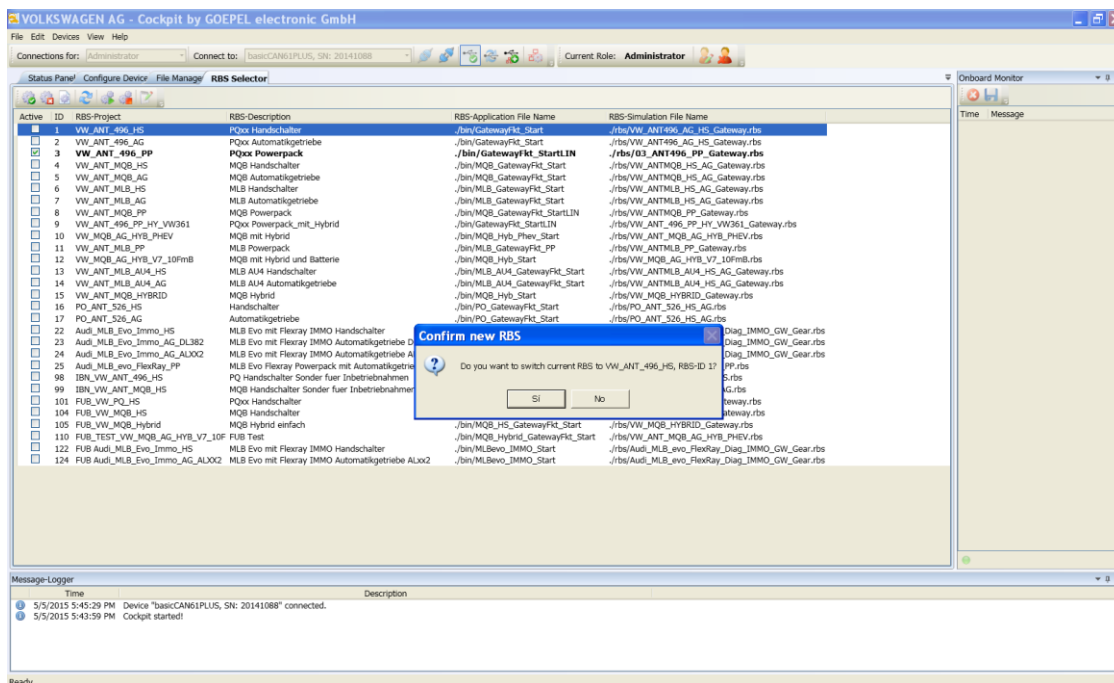 VOLKSWAGEN AG - Cockpit by GOEPEL electronic GmbH
File Edit Devices View Help
Connections for: Administrator Connect to: basicCAN61PLUS, SN: 20141088 Current Role: Administrator
Status Panel Configure Device File Manage RBS Selector Onboard Monitor
Active ID RBS-Project RBS-Description RBS-Application File Name RBS-Simulation File Name Time Message
1 VW_ANT_496_HS PQxx Handschalter ./bin/GatewayFkt_Start ./rbs/VW_ANT496_AG_HS_Gateway.rbs
2 VW_ANT_496_AG PQxx Automatikgetriebe ./bin/GatewayFkt_Start ./rbs/VW_ANT496_AG_HS_Gateway.rbs
3 VW_ANT_496_PP PQxx Powerpack ./bin/GatewayFkt_StartLIN ./rbs/03_ANT496_PP_Gateway.rbs
4 VW_ANT_MQB_HS MQB Handschalter ./bin/MQB_GatewayFkt_Start ./rbs/VW_ANTMQB_HS_AG_Gateway.rbs
5 VW_ANT_MQB_AG MQB Automatikgetriebe ./bin/MQB_GatewayFkt_Start ./rbs/VW_ANTMQB_HS_AG_Gateway.rbs
6 VW_ANT_MLB_HS MLB Handschalter ./bin/MLB_GatewayFkt_Start ./rbs/VW_ANTMLB_HS_AG_Gateway.rbs
7 VW_ANT_MLB_AG MLB Automatikgetriebe ./bin/MLB_GatewayFkt_Start ./rbs/VW_ANTMLB_HS_AG_Gateway.rbs
8 VW_ANT_MQB_PP MQB Powerpack ./bin/MQB_GatewayFkt_StartLIN ./rbs/VW_ANTMQB_PP_Gateway.rbs
9 VW_ANT_496_PP_HY_VW361 PQxx Powerpack_mit_Hybrid ./bin/GatewayFkt_StartLIN ./rbs/VW_ANT_496_PP_HY_VW361_Gateway.rbs
10 VW_MQB_AG_HYB_PHEV MQB mit Hybrid ./bin/MQB_Hyb_Phev_Start ./rbs/VW_ANT_MQB_AG_HYB_PHEV.rbs
11 VW_ANT_MLB_PP MLB Powerpack ./bin/MLB_GatewayFkt_PP ./rbs/VW_ANTMLB_PP_Gateway.rbs
12 VW_MQB_AG_HYB_V7_10FmB MQB mit Hybrid und Batterie ./bin/MQB_Hyb_Start ./rbs/VW_MQB_AG_HYB_V7_10FmB.rbs
13 VW_ANT_MLB_AU4_HS MLB AU4 Handschalter ./bin/MLB_AU4_GatewayFkt_Start ./rbs/VW_ANTMLB_AU4_HS_AG_Gateway.rbs
14 VW_ANT_MLB_AU4_AG MLB AU4 Automatikgetriebe ./bin/MLB_AU4_GatewayFkt_Start ./rbs/VW_ANTMLB_AU4_HS_AG_Gateway.rbs
15 VW_ANT_MQB_HYBRID MQB Hybrid ./bin/MQB_Hyb_Start ./rbs/VW_MQB_HYBRID_Gateway.rbs
16 PO_ANT_526_HS Handschalter ./bin/PO_GatewayFkt_Start ./rbs/PO_ANT_526_HS_AG.rbs
17 PO_ANT_526_AG Automatikgetriebe ./bin/PO_GatewayFkt_Start ./rbs/PO_ANT_526_HS_AG.rbs
22 Audi_MLB_Evo_Immo_HS MLB Evo mit Flexray IMMO Handschalter Diag_IMMO_GW_Gear.rbs
23 Audi_MLB_Evo_Immo_AG_DL382 MLB Evo mit Flexray IMMO Automatikgetriebe D Diag_IMMO_GW_Gear.rbs
24 Audi_MLB_Evo_Immo_AG_ALXX2 MLB Evo mit Flexray IMMO Automatikgetriebe A Diag_IMMO_GW_Gear.rbs
25 Audi_MLB_evo_FlexRay_PP MLB Evo Flexray Powerpack mit Automatikgetrie PP.rbs
98 IBN_VW_ANT_496_HS PQ Handschalter Sonder fuer Inbetriebnahmen S.rbs
99 IBN_VW_ANT_MQB_HS MQB Handschalter Sonder fuer Inbetriebnahmen G.rbs
101 FUB_VW_PQ_HS PQxx Handschalter teway.rbs
104 FUB_VW_MQB_HS MQB Handschalter ateway.rbs
105 FUB_VW_MQB_Hybrid MQB Hybrid einfach ./bin/MQB_HS_GatewayFkt_Start ./rbs/VW_MQB_HYBRID_Gateway.rbs
110 FUB_TEST_VW_MQB_AG_HYB_V7_10F FUB Test ./bin/MQB_Hybrid_GatewayFkt_Start ./rbs/VW_ANT_MQB_AG_HYB_PHEV.rbs
122 FUB Audi_MLB_Evo_Immo_HS MLB Evo mit Flexray IMMO Handschalter ./bin/MLBevo_IMMO_Start ./rbs/Audi_MLB_evo_FlexRay_Diag_IMMO_GW_Gear.rbs
124 FUB Audi_MLB_Evo_Immo_AG_ALXX2 MLB Evo mit Flexray IMMO Automatikgetriebe ALxx2 ./bin/MLBevo_IMMO_Start ./rbs/Audi_MLB_evo_FlexRay_Diag_IMMO_GW_Gear.rbs
Confirm new RBS
Do you want to switch current RBS to VW_ANT_496_HS, RBS-ID 1?
Sí No
Message-Logger
Time Description
5/5/2015 5:45:29 PM Device "basicCAN61PLUS, SN: 20141088" connected.
5/5/2015 5:43:59 PM Cockpit started!
Ready